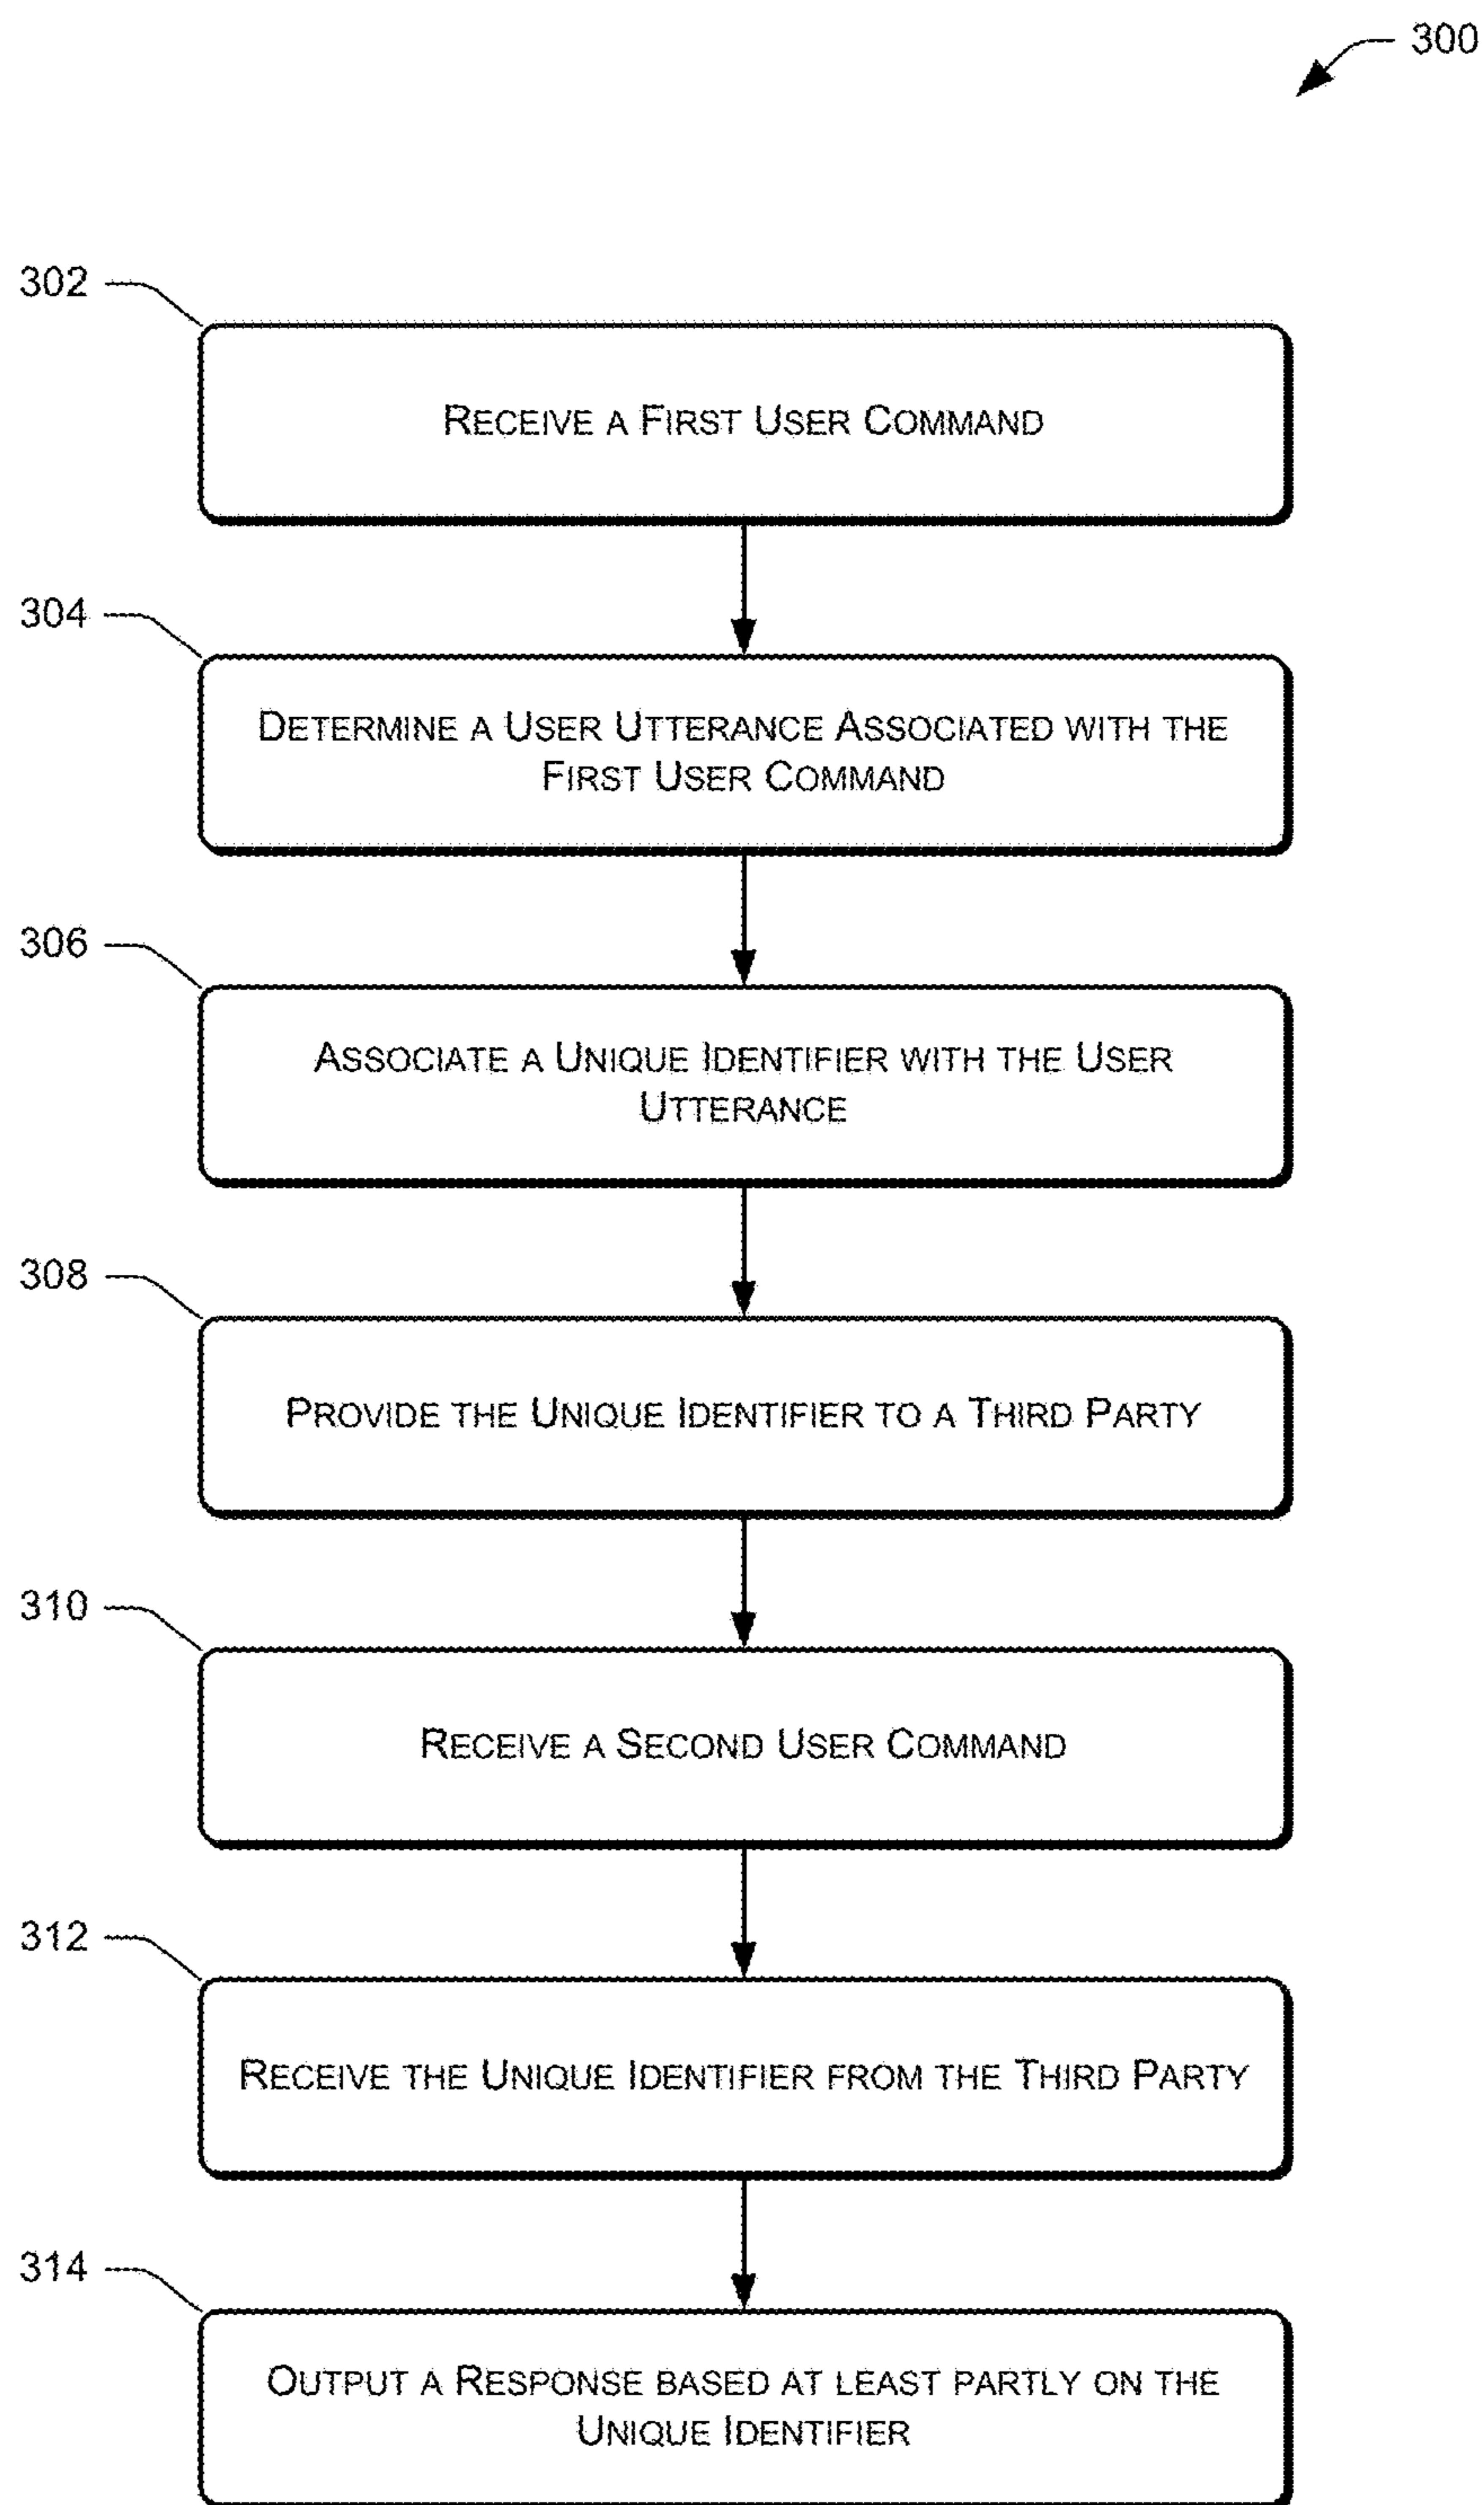 300
302
RECEIVE A FIRST USER COMMAND
304
DETERMINE A USER UTTERANCE ASSOCIATED WITH THE
FIRST USER COMMAND
306
ASSOCIATE A UNIQUE IDENTIFIER WITH THE USER
UTTERANCE
308
PROVIDE THE UNIQUE IDENTIFIER TO A THIRD PARTY
310
RECEIVE A SECOND USER COMMAND
312
RECEIVE THE UNIQUE IDENTIFIER FROM THE THIRD PARTY
314
OUTPUT A RESPONSE BASED AT LEAST PARTLY ON THE
UNIQUE IDENTIFIER